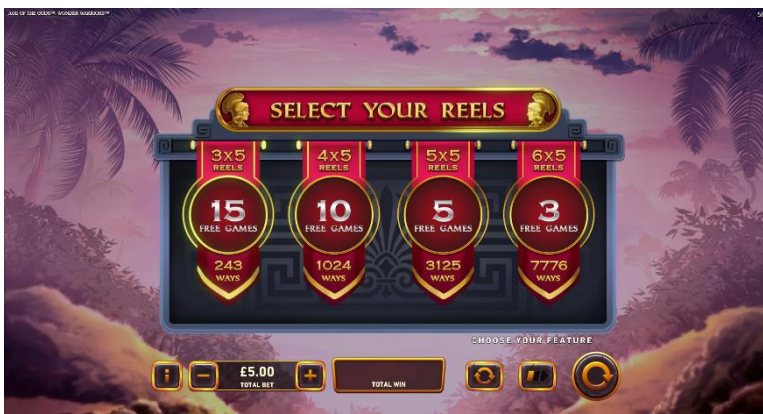 AGE OF THE GODS™: WONDER WARRIORS™
SELECT YOUR REELS
3x5
REELS
15
FREE GAMES
243
WAYS
4x5
REELS
10
FREE GAMES
1024
WAYS
5x5
REELS
5
FREE GAMES
3125
WAYS
6x5
REELS
3
FREE GAMES
7776
WAYS
CHOOSE YOUR FEATURE
i
−
£5.00
TOTAL BET
+
TOTAL WIN